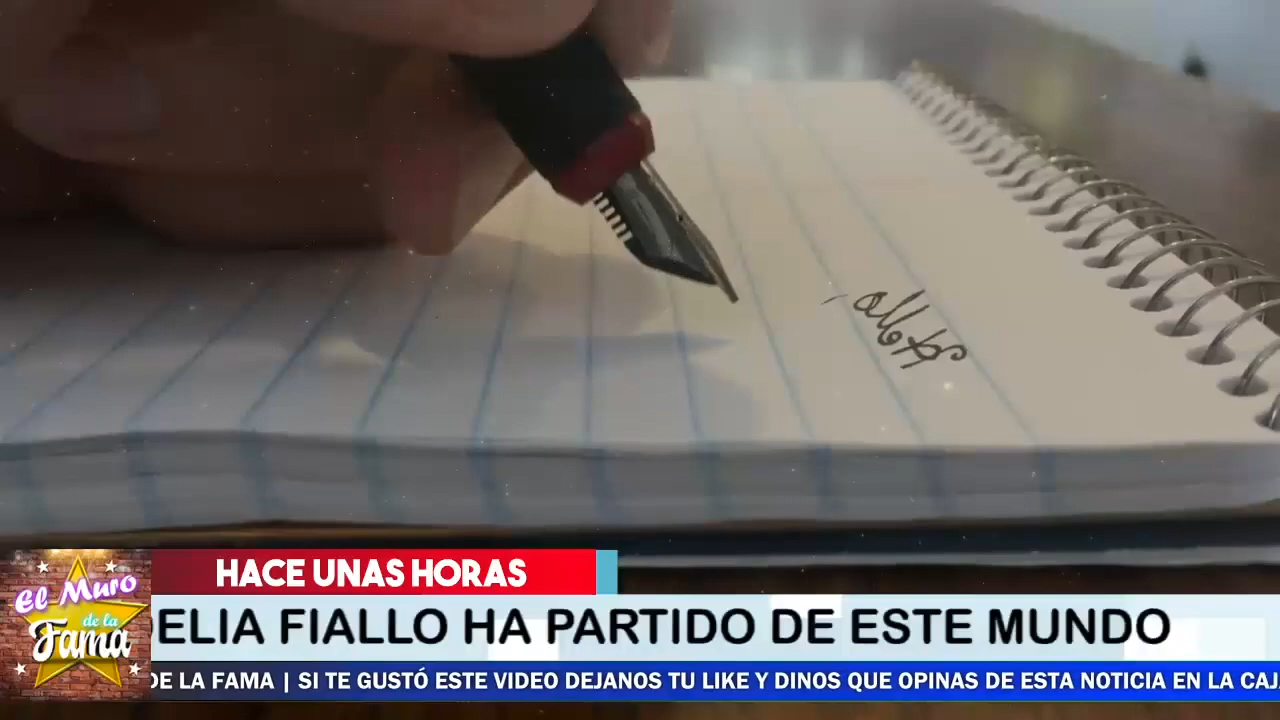 HACE UNAS HORAS
El Muro
de la
Fama
ELIA FIALLO HA PARTIDO DE ESTE MUNDO
DE LA FAMA | SI TE GUSTÓ ESTE VIDEO DEJANOS TU LIKE Y DINOS QUE OPINAS DE ESTA NOTICIA EN LA CAJ